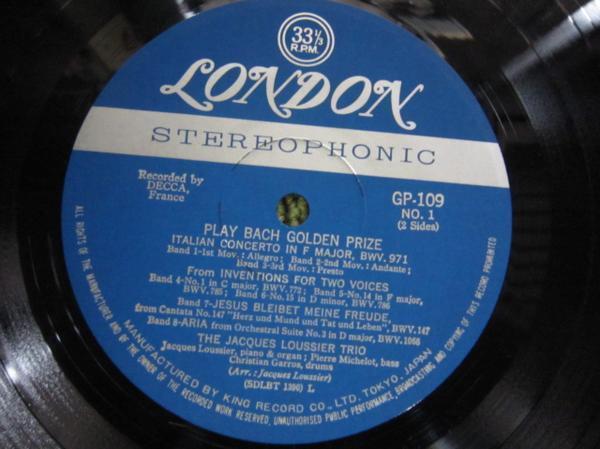 33⅓
R.P.M.
LONDON
STEREOPHONIC
Recorded by
DECCA,
France
GP-109
NO. 1
(2 Sides)
PLAY BACH GOLDEN PRIZE
ITALIAN CONCERTO IN F MAJOR, BWV. 971
Band 1-1st Mov.: Allegro; Band 2-2nd Mov.: Andante;
Band 3-3rd Mov.: Presto
From INVENTIONS FOR TWO VOICES
Band 4-No. 1 in C major, BWV. 772; Band 5-No. 14 in F major,
BWV. 785; Band 6-No. 15 in D minor, BWV. 786
Band 7-JESUS BLEIBET MEINE FREUDE,
from Cantata No. 147 "Herz und Mund und Tat und Leben", BWV. 147
Band 8-ARIA from Orchestral Suite No. 3 in D major, BWV. 1068
THE JACQUES LOUSSIER TRIO
Jacques Loussier, piano & organ; Pierre Michelot, bass
Christian Garros, drums
(Arr.: Jacques Loussier)
(SDLBT 1390) L
MANUFACTURED BY KING RECORD CO., LTD. TOKYO, JAPAN
ALL RIGHTS OF THE MANUFACTURER AND OF THE OWNER OF THE RECORDED WORK RESERVED, UNAUTHORISED PUBLIC PERFORMANCE, BROADCASTING AND COPYING OF THIS RECORD PROHIBITED